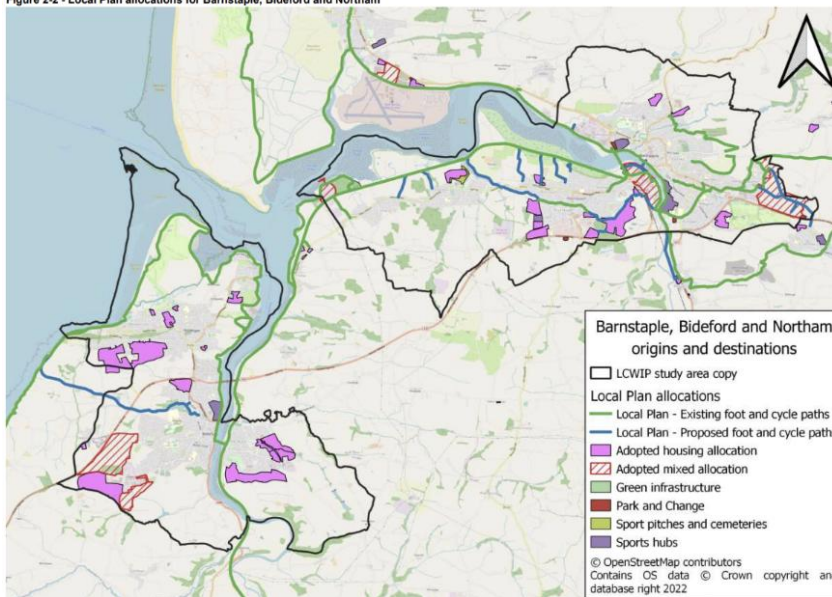 Figure 2-2 - Local Plan allocations for Barnstaple, Bideford and Northam
Barnstaple, Bideford and Northam
origins and destinations
LCWIP study area copy
Local Plan allocations
Local Plan - Existing foot and cycle paths
Local Plan - Proposed foot and cycle path
Adopted housing allocation
Adopted mixed allocation
Green infrastructure
Park and Change
Sport pitches and cemeteries
Sports hubs
© OpenStreetMap contributors
Contains OS data © Crown copyright an
database right 2022